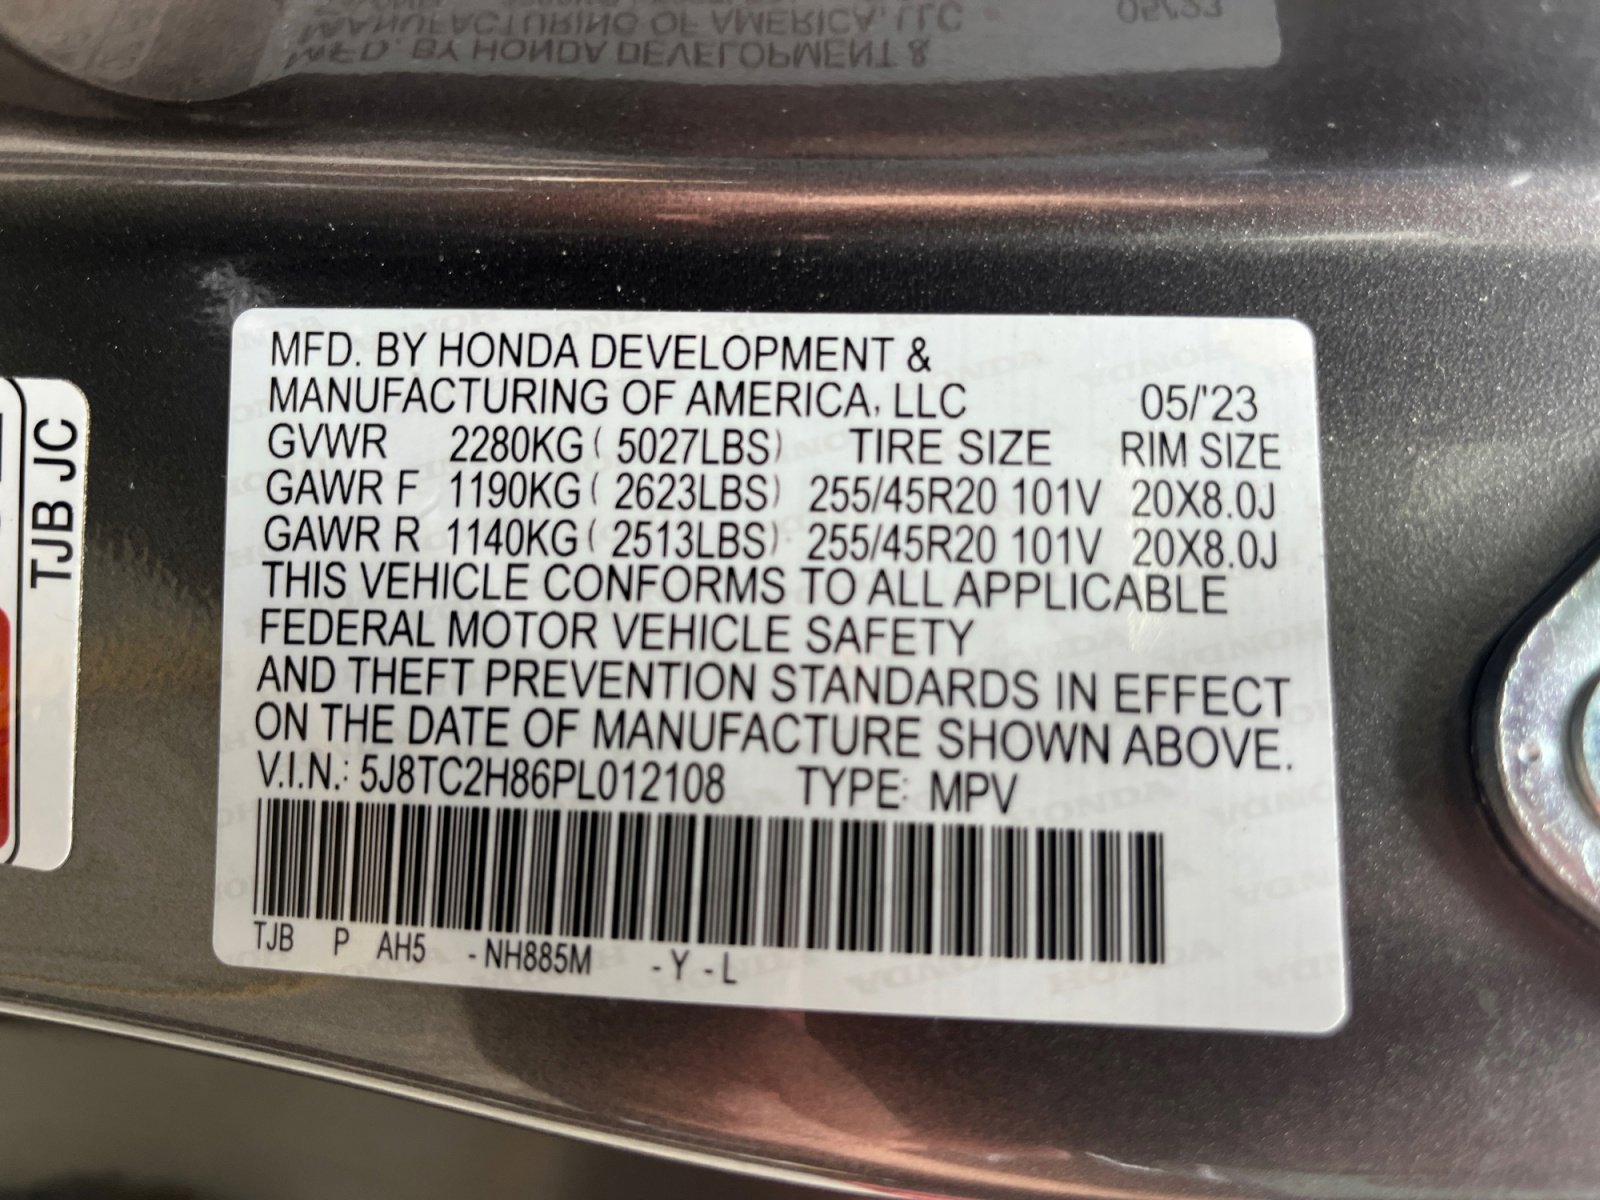 MFD. BY HONDA DEVELOPMENT &
MANUFACTURING OF AMERICA, LLC 05/'23
GVWR 2280KG ( 5027LBS) TIRE SIZE RIM SIZE
GAWR F 1190KG ( 2623LBS) 255/45R20 101V 20X8.0J
GAWR R 1140KG ( 2513LBS) 255/45R20 101V 20X8.0J
THIS VEHICLE CONFORMS TO ALL APPLICABLE
FEDERAL MOTOR VEHICLE SAFETY
AND THEFT PREVENTION STANDARDS IN EFFECT
ON THE DATE OF MANUFACTURE SHOWN ABOVE.
V.I.N.: 5J8TC2H86PL012108 TYPE: MPV
TJB P AH5 -NH885M -Y-L
TJB JC